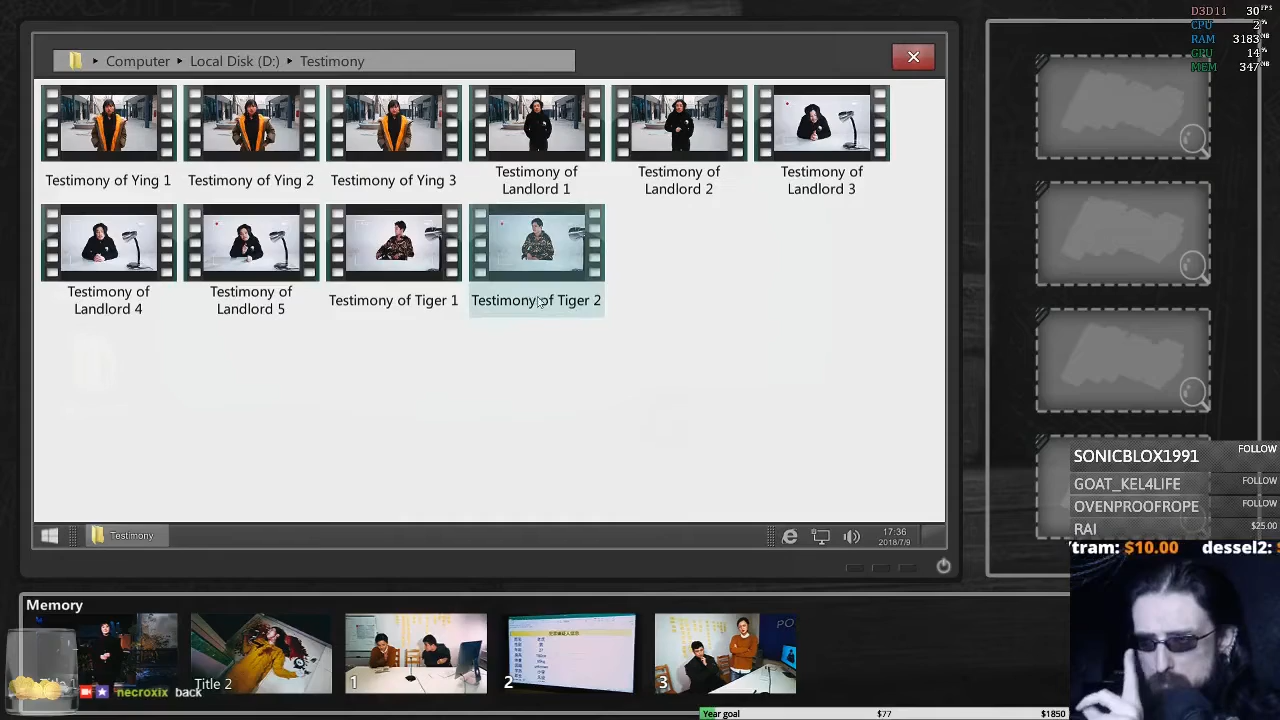 D3D11 30 FPS
CPU 2 %
RAM 3183 MB
GPU 14 %
MEM 347 MB
Computer Local Disk (D:) Testimony
Testimony of Ying 1
Testimony of Ying 2
Testimony of Ying 3
Testimony of Landlord 1
Testimony of Landlord 2
Testimony of Landlord 3
Testimony of Landlord 4
Testimony of Landlord 5
Testimony of Tiger 1
Testimony of Tiger 2
SONICBLOX1991 FOLLOW
GOAT_KEL4LIFE FOLLOW
OVENPROOFROPE FOLLOW
RAI $25.00
Testimony
17:36
2018/7/9
tram: $10.00 dessel2:
Memory
Title 2
1
2
3
PO
necroxix back
Year goal $77 $1850